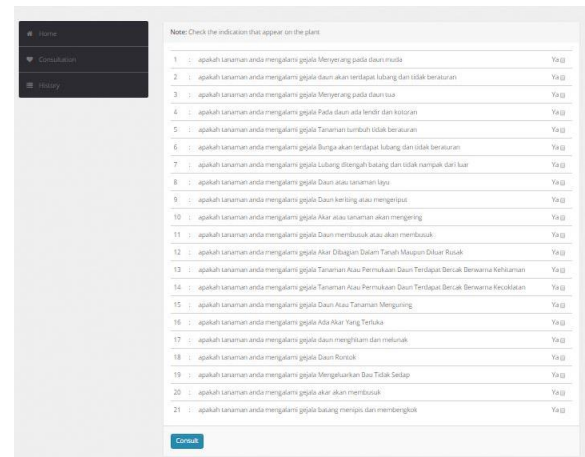 Home
Consultation
History
Note: Check the indication that appear on the plant
1 : apakah tanaman anda mengalami gejala Menyerang pada daun muda Ya
2 : apakah tanaman anda mengalami gejala daun akan terdapat lubang dan tidak beraturan Ya
3 : apakah tanaman anda mengalami gejala Menyerang pada daun tua Ya
4 : apakah tanaman anda mengalami gejala Pada daun ada lendir dan kotoran Ya
5 : apakah tanaman anda mengalami gejala Tanaman tumbuh tidak beraturan Ya
6 : apakah tanaman anda mengalami gejala Bunga akan terdapat lubang dan tidak beraturan Ya
7 : apakah tanaman anda mengalami gejala Lubang ditengah batang dan tidak nampak dari luar Ya
8 : apakah tanaman anda mengalami gejala Daun atau tanaman layu Ya
9 : apakah tanaman anda mengalami gejala Daun kerting atau mengeriput Ya
10 : apakah tanaman anda mengalami gejala Akar atau tanaman akan mengering Ya
11 : apakah tanaman anda mengalami gejala Daun membusuk atau akan membusuk Ya
12 : apakah tanaman anda mengalami gejala Akar Dibagian Dalam Tanah Maupun Diluar Rusak Ya
13 : apakah tanaman anda mengalami gejala Tanaman Atau Permukaan Daun Terdapat Bercak Berwarna Kehitaman Ya
14 : apakah tanaman anda mengalami gejala Tanaman Atau Permukaan Daun Terdapat Bercak Berwarna Kecoklatan Ya
15 : apakah tanaman anda mengalami gejala Daun Atau Tanaman Menguning Ya
16 : apakah tanaman anda mengalami gejala Ada Akar Yang Terluka Ya
17 : apakah tanaman anda mengalami gejala daun menghitam dan melunak Ya
18 : apakah tanaman anda mengalami gejala Daun Rontok Ya
19 : apakah tanaman anda mengalami gejala Mengeluarkan Bau Tidak Sedap Ya
20 : apakah tanaman anda mengalami gejala akar akan membusuk Ya
21 : apakah tanaman anda mengalami gejala batang menipis dan membengkok Ya
Consult